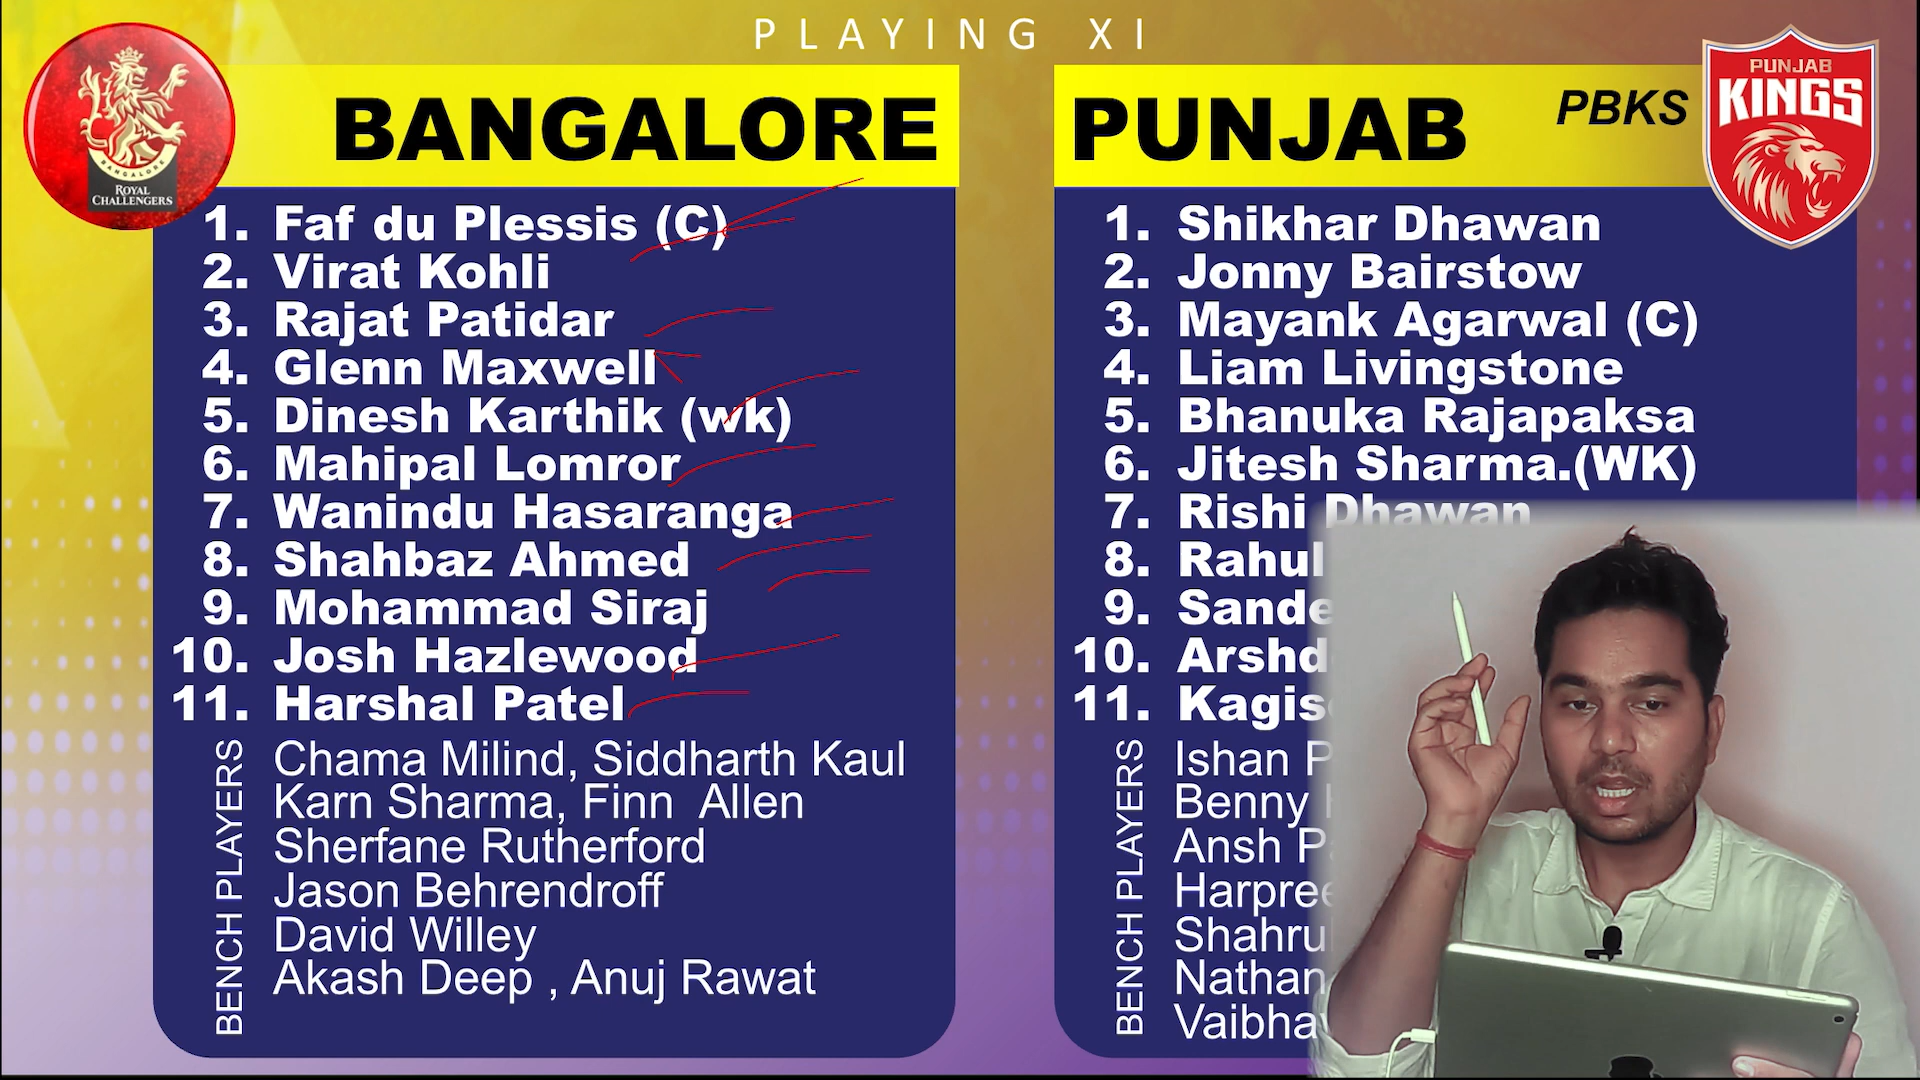 PLAYING XI
BANGALORE
BANGALORE
ROYAL
CHALLENGERS
1. Faf du Plessis (C)
2. Virat Kohli
3. Rajat Patidar
4. Glenn Maxwell
5. Dinesh Karthik (wk)
6. Mahipal Lomror
7. Wanindu Hasaranga
8. Shahbaz Ahmed
9. Mohammad Siraj
10. Josh Hazlewood
11. Harshal Patel
BENCH PLAYERS
Chama Milind, Siddharth Kaul
Karn Sharma, Finn Allen
Sherfane Rutherford
Jason Behrendroff
David Willey
Akash Deep , Anuj Rawat
PUNJAB
PBKS
PUNJAB
KINGS
1. Shikhar Dhawan
2. Jonny Bairstow
3. Mayank Agarwal (C)
4. Liam Livingstone
5. Bhanuka Rajapaksa
6. Jitesh Sharma.(WK)
7. Rishi Dhawan
8. Rahul
9.
10.
11.
BENCH PLAYERS
Ishan
Benny
Ansh